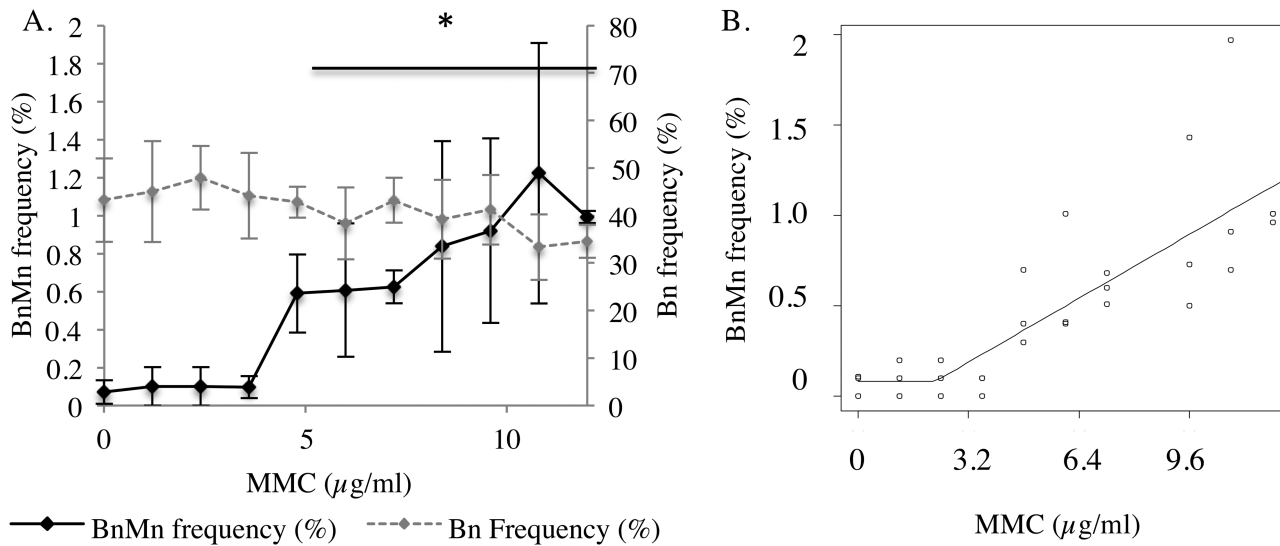 A.
*
2
1.8
1.6
1.4
1.2
1
0.8
0.6
0.4
0.2
0
BnMn frequency (%)
80
70
60
50
40
30
20
10
0
Bn frequency (%)
0 5 10
MMC (µg/ml)
BnMn frequency (%) Bn Frequency (%)
B.
2
1.5
1.0
0.5
0
BnMn frequency (%)
0 3.2 6.4 9.6
MMC (µg/ml)